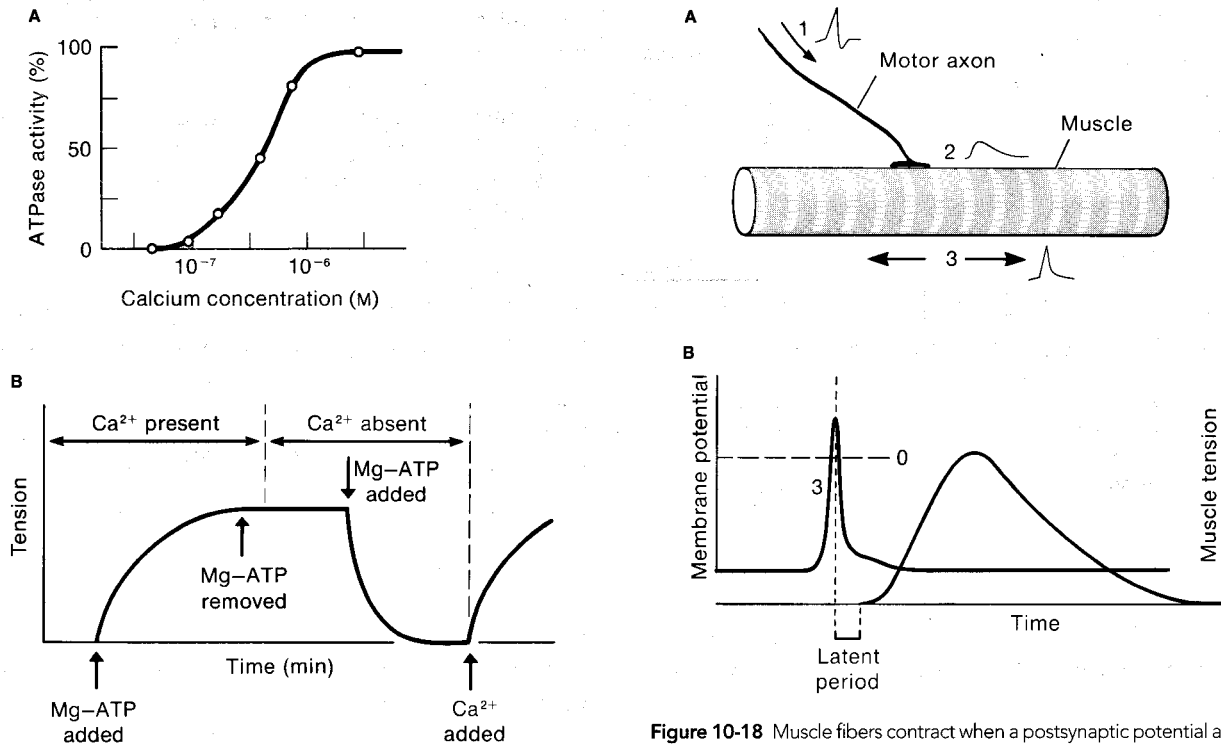 A
100
50
0
ATPase activity (%)
10⁻⁷
10⁻⁶
Calcium concentration (M)
B
Ca²⁺ present
Ca²⁺ absent
Mg–ATP
added
Tension
Mg–ATP
removed
Time (min)
Mg–ATP
added
Ca²⁺
added
A
1
Motor axon
Muscle
2
3
B
Membrane potential
0
3
Muscle tension
Time
Latent
period
Figure 10-18 Muscle fibers contract when a postsynaptic potential a